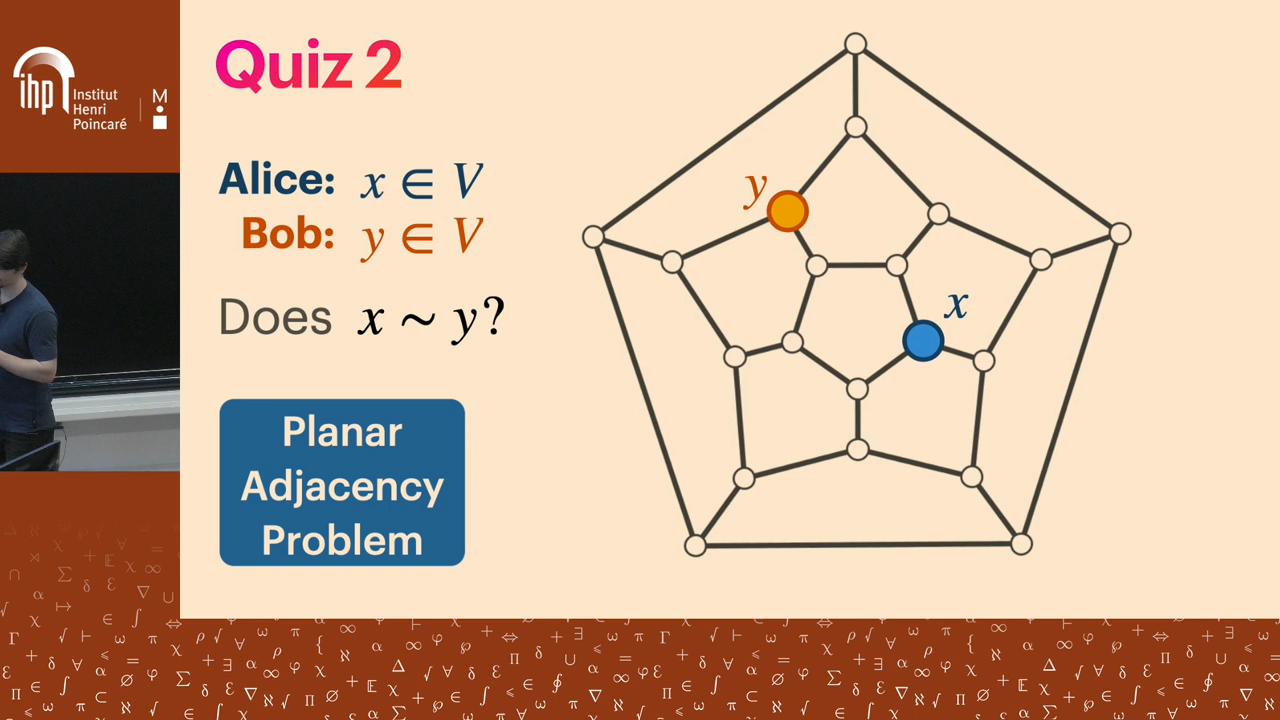 ihp
Institut
Henri
Poincaré
M
Quiz 2
Alice: x ∈ V
Bob: y ∈ V
Does x ~ y?
Planar
Adjacency
Problem
y
x